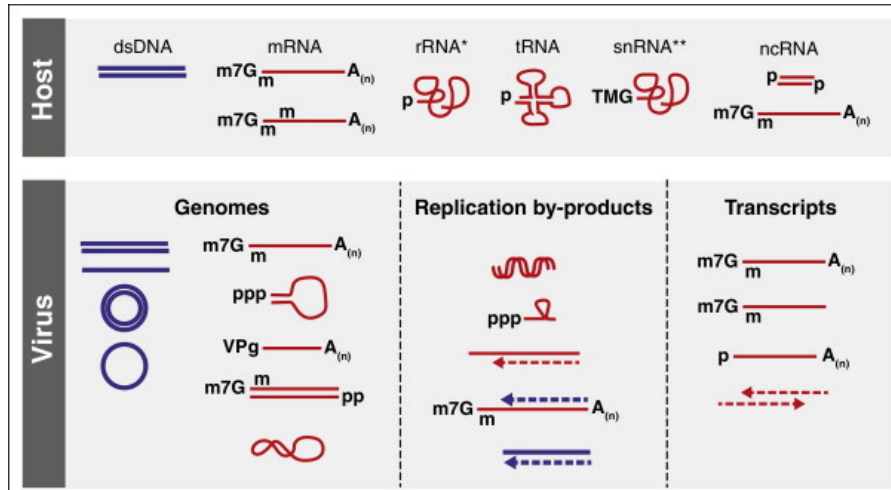 Host
dsDNA mRNA rRNA* tRNA snRNA** ncRNA
m7G m A(n)
m7G m m A(n)
p
p
TMG
p p
m7G m A(n)
Virus
Genomes
m7G m A(n)
ppp
VPg A(n)
m7G m pp
Replication by-products
ppp
m7G m A(n)
Transcripts
m7G m A(n)
m7G m
p A(n)